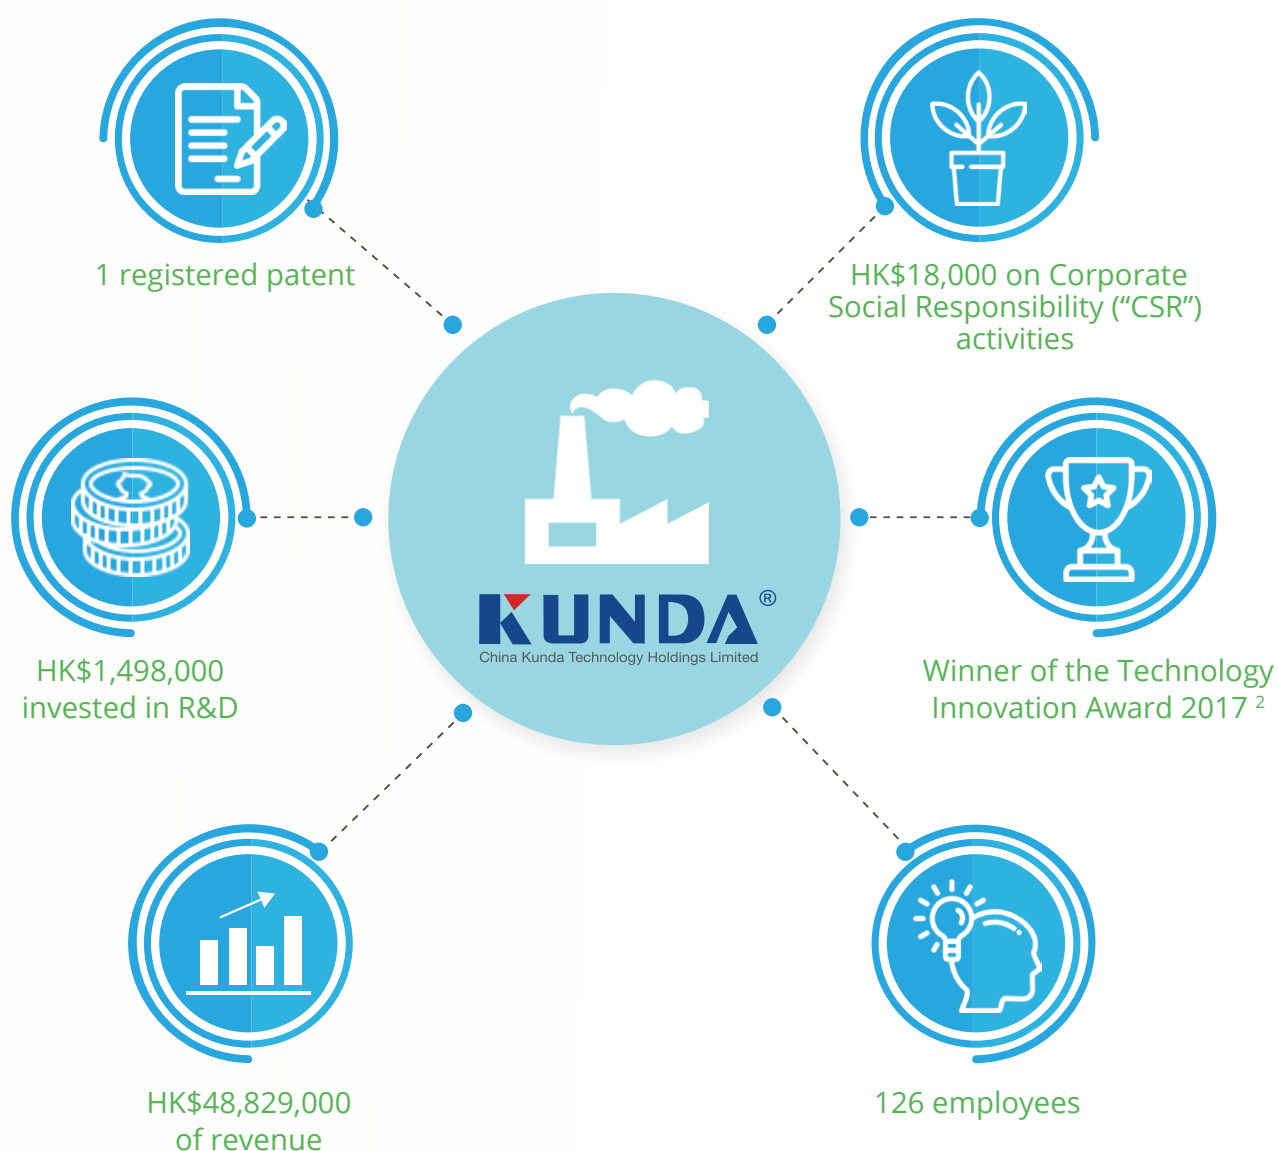 1 registered patent
HK$18,000 on Corporate
Social Responsibility (“CSR”)
activities
KUNDA®
China Kunda Technology Holdings Limited
HK$1,498,000
invested in R&D
Winner of the Technology
Innovation Award 2017 2
HK$48,829,000
of revenue
126 employees